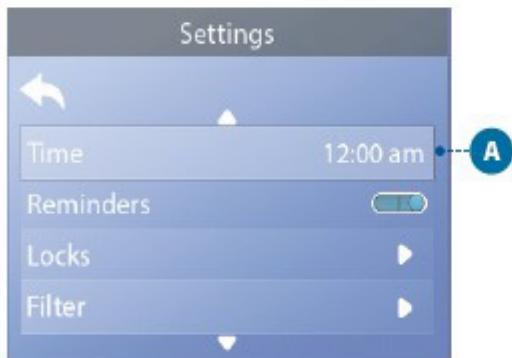 Settings
Time 12:00 am A
Reminders
Locks
Filter